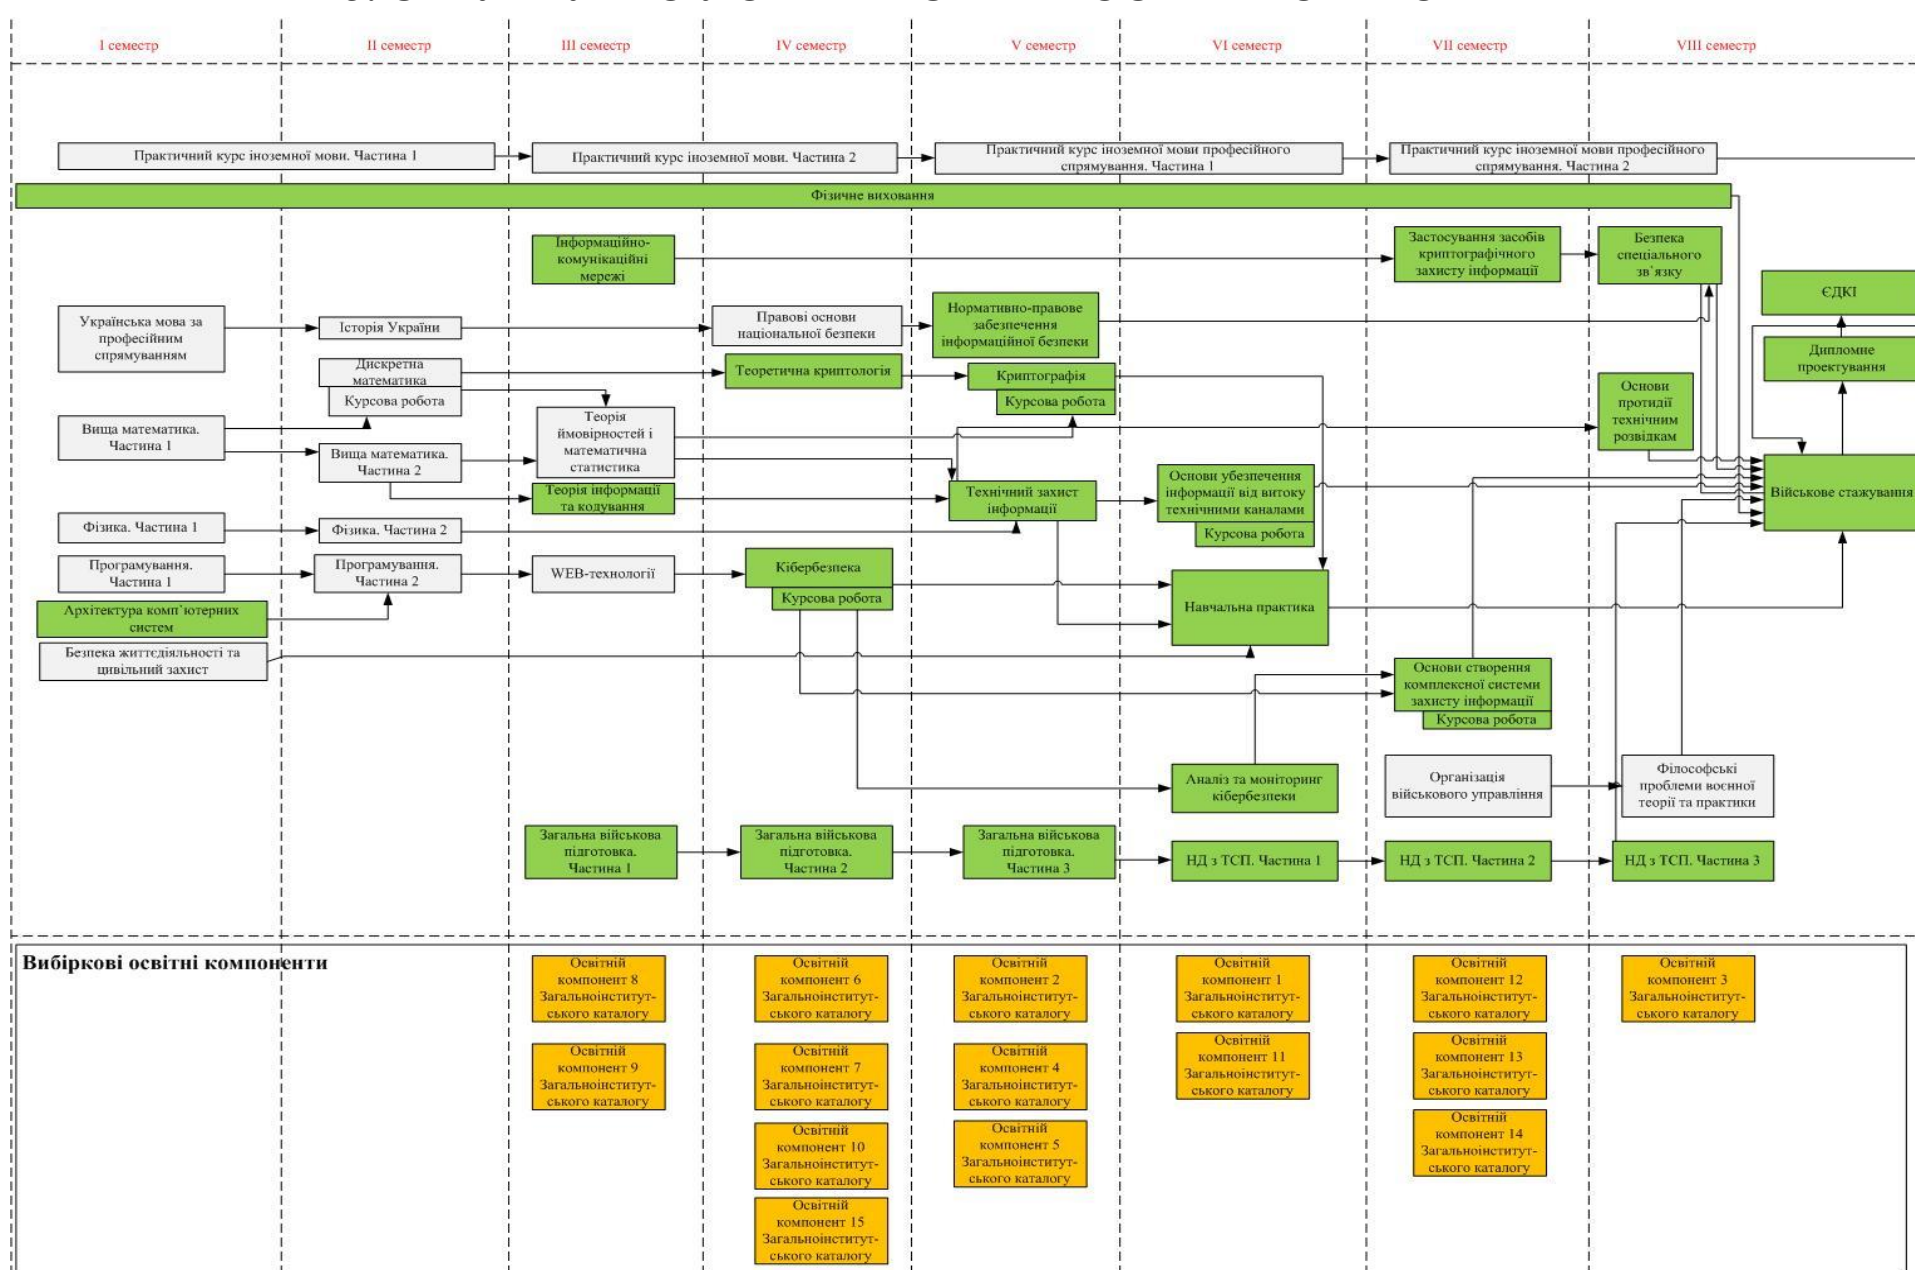 I семестр
II семестр
III семестр
IV семестр
V семестр
VI семестр
VII семестр
VIII семестр
Практичний курс іноземної мови. Частина 1
Практичний курс іноземної мови. Частина 2
Практичний курс іноземної мови професійного
спрямування. Частина 1
Практичний курс іноземної мови професійного
спрямування. Частина 2
Фізичне виховання
Інформаційно-
комунікаційні
мережі
Застосування засобів
криптографічного
захисту інформації
Безпека
спеціального
зв`язку
ЄДКІ
Українська мова за
професійним
спрямуванням
Історія України
Правові основи
національної безпеки
Нормативно-правове
забезпечення
інформаційної безпеки
Дипломне
проектування
Дискретна
математика
Курсова робота
Теоретична криптологія
Криптографія
Курсова робота
Основи
протидії
технічним
розвідкам
Вища математика.
Частина 1
Вища математика.
Частина 2
Теорія
ймовірностей і
математична
статистика
Теорія інформації
та кодування
Технічний захист
інформації
Основи убезпечення
інформації від витоку
технічними каналами
Курсова робота
Військове стажування
Фізика. Частина 1
Фізика. Частина 2
Програмування.
Частина 1
Програмування.
Частина 2
WEB-технології
Кібербезпека
Курсова робота
Навчальна практика
Архітектура комп`ютерних
систем
Безпека життєдіяльності та
цивільний захист
Основи створення
комплексної системи
захисту інформації
Курсова робота
Аналіз та моніторинг
кібербезпеки
Організація
військового управління
Філософські
проблеми воєнної
теорії та практики
Загальна військова
підготовка.
Частина 1
Загальна військова
підготовка.
Частина 2
Загальна військова
підготовка.
Частина 3
НД з ТСП. Частина 1
НД з ТСП. Частина 2
НД з ТСП. Частина 3
Вибіркові освітні компоненти
Освітній
компонент 8
Загальноінститут-
ського каталогу
Освітній
компонент 6
Загальноінститут-
ського каталогу
Освітній
компонент 2
Загальноінститут-
ського каталогу
Освітній
компонент 1
Загальноінститут-
ського каталогу
Освітній
компонент 12
Загальноінститут-
ського каталогу
Освітній
компонент 3
Загальноінститут-
ського каталогу
Освітній
компонент 9
Загальноінститут-
ського каталогу
Освітній
компонент 7
Загальноінститут-
ського каталогу
Освітній
компонент 4
Загальноінститут-
ського каталогу
Освітній
компонент 11
Загальноінститут-
ського каталогу
Освітній
компонент 13
Загальноінститут-
ського каталогу
Освітній
компонент 10
Загальноінститут-
ського каталогу
Освітній
компонент 5
Загальноінститут-
ського каталогу
Освітній
компонент 14
Загальноінститут-
ського каталогу
Освітній
компонент 15
Загальноінститут-
ського каталогу